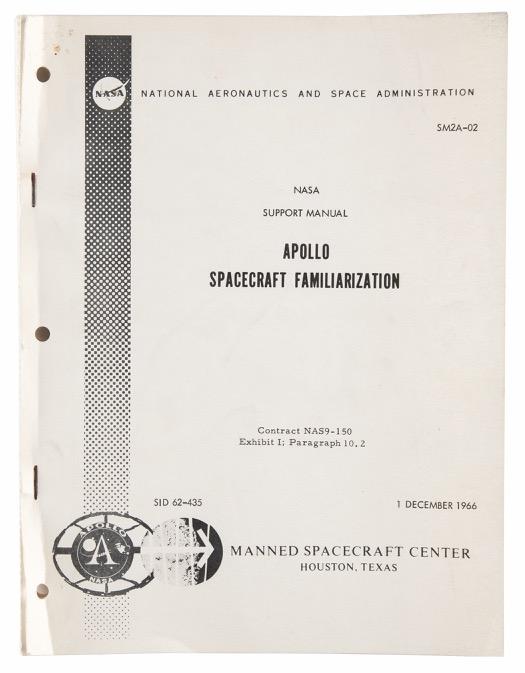 NASA
NATIONAL AERONAUTICS AND SPACE ADMINISTRATION
SM2A-02
NASA
SUPPORT MANUAL
APOLLO
SPACECRAFT FAMILIARIZATION
Contract NAS9-150
Exhibit I; Paragraph 10.2
SID 62-435
1 DECEMBER 1966
APOLLO
A
NASA
MANNED SPACECRAFT CENTER
HOUSTON, TEXAS